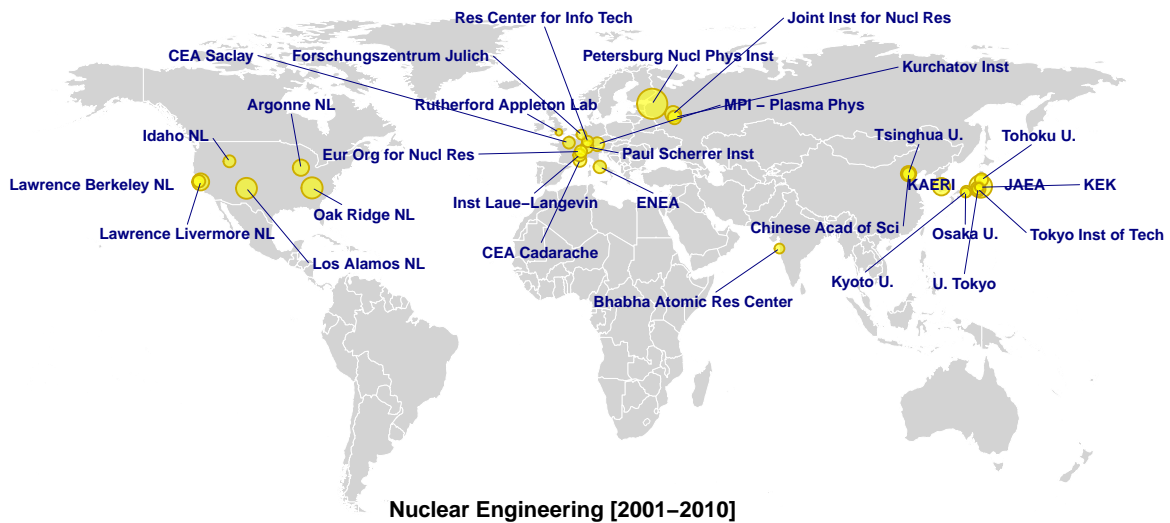 Res Center for Info Tech
Joint Inst for Nucl Res
CEA Saclay
Forschungszentrum Julich
Petersburg Nucl Phys Inst
Kurchatov Inst
Argonne NL
Rutherford Appleton Lab
MPI − Plasma Phys
Idaho NL
Tsinghua U.
Tohoku U.
Eur Org for Nucl Res
Paul Scherrer Inst
Lawrence Berkeley NL
KAERI
JAEA
KEK
Inst Laue−Langevin
ENEA
Oak Ridge NL
Chinese Acad of Sci
Osaka U.
Tokyo Inst of Tech
Lawrence Livermore NL
CEA Cadarache
Los Alamos NL
Kyoto U.
U. Tokyo
Bhabha Atomic Res Center
Nuclear Engineering [2001−2010]